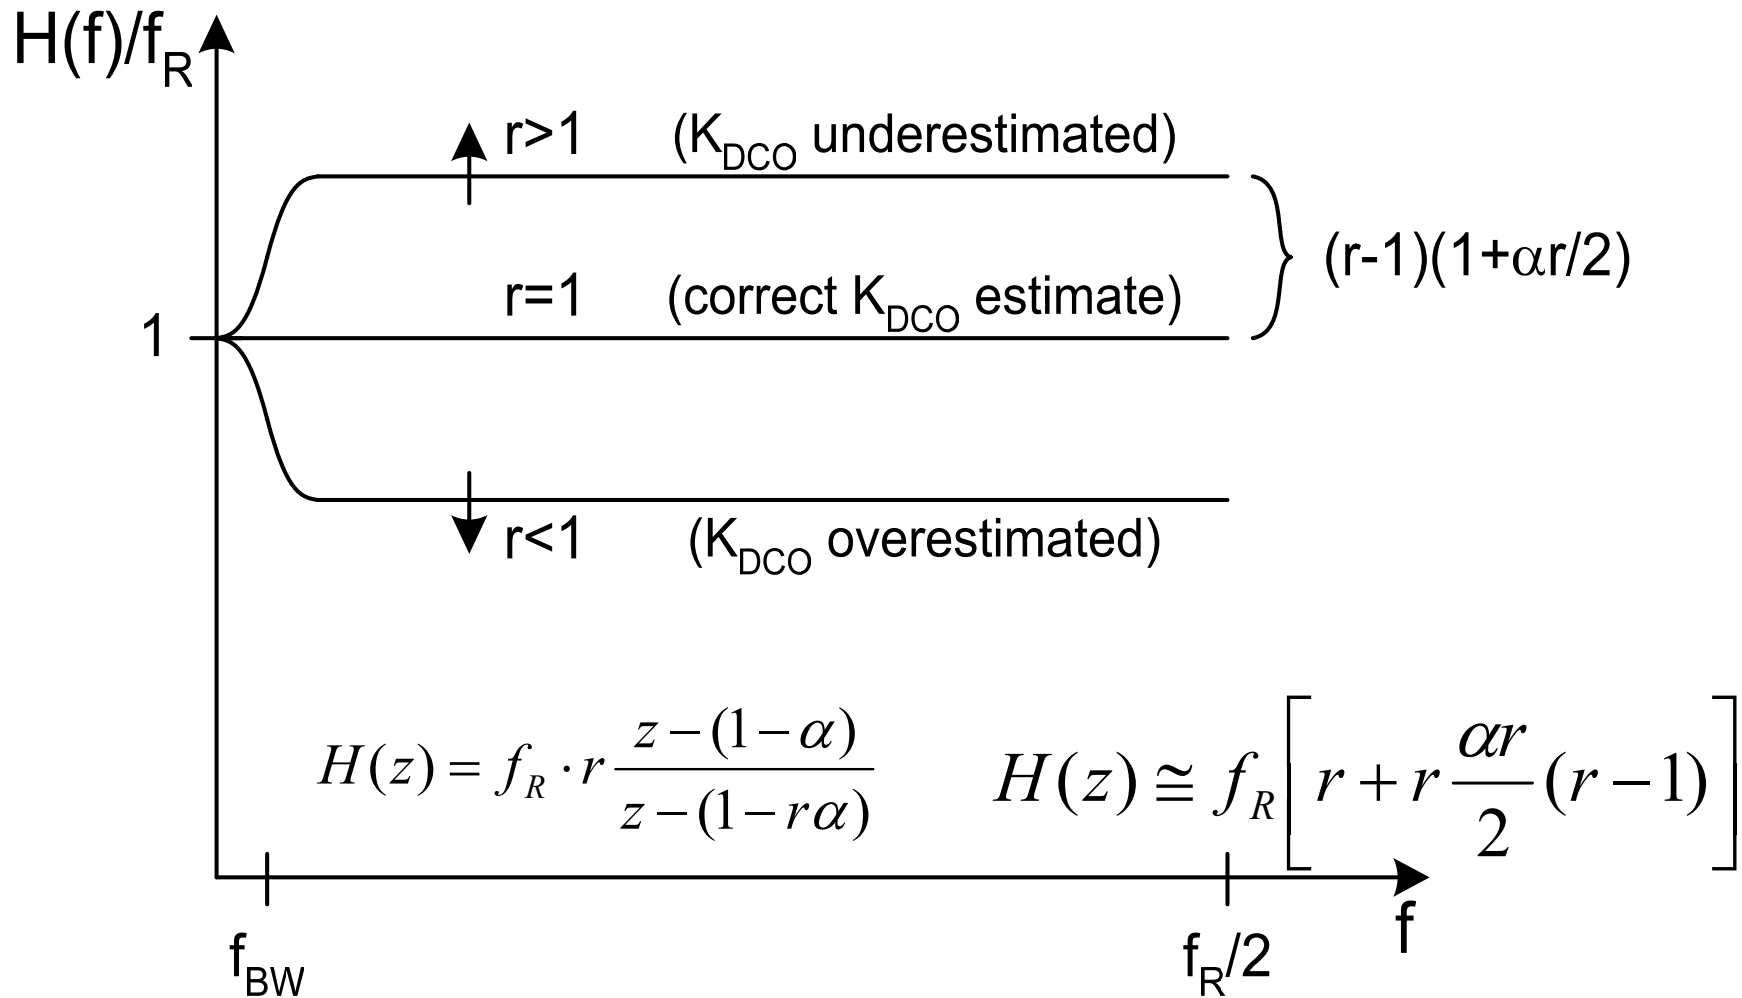 H(f)/f_R
r>1 (K_DCO underestimated)
(r-1)(1+αr/2)
r=1 (correct K_DCO estimate)
1
r<1 (K_DCO overestimated)
H(z) = f_R · r (z − (1 − α))/(z − (1 − rα))
H(z) ≅ f_R [r + r αr/2 (r − 1)]
f_BW
f_R/2
f